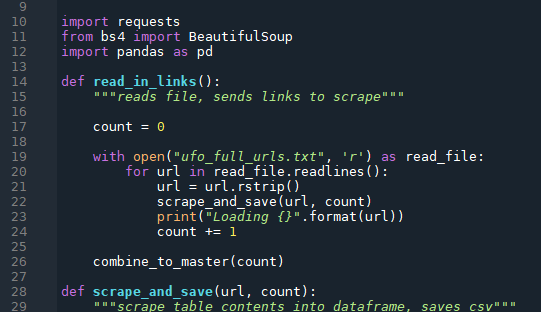 9
10 import requests
11 from bs4 import BeautifulSoup
12 import pandas as pd
13
14 def read_in_links():
15     """reads file, sends links to scrape"""
16
17     count = 0
18
19     with open("ufo_full_urls.txt", 'r') as read_file:
20         for url in read_file.readlines():
21             url = url.rstrip()
22             scrape_and_save(url, count)
23             print("Loading {}".format(url))
24             count += 1
25
26     combine_to_master(count)
27
28 def scrape_and_save(url, count):
29     """scrape table contents into dataframe, saves csv"""